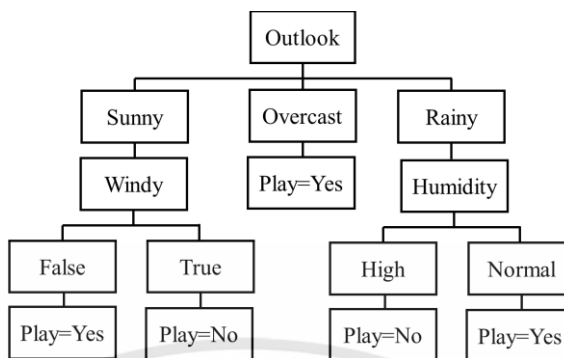 Outlook
Sunny Overcast Rainy
Windy Play=Yes Humidity
False True High Normal
Play=Yes Play=No Play=No Play=Yes